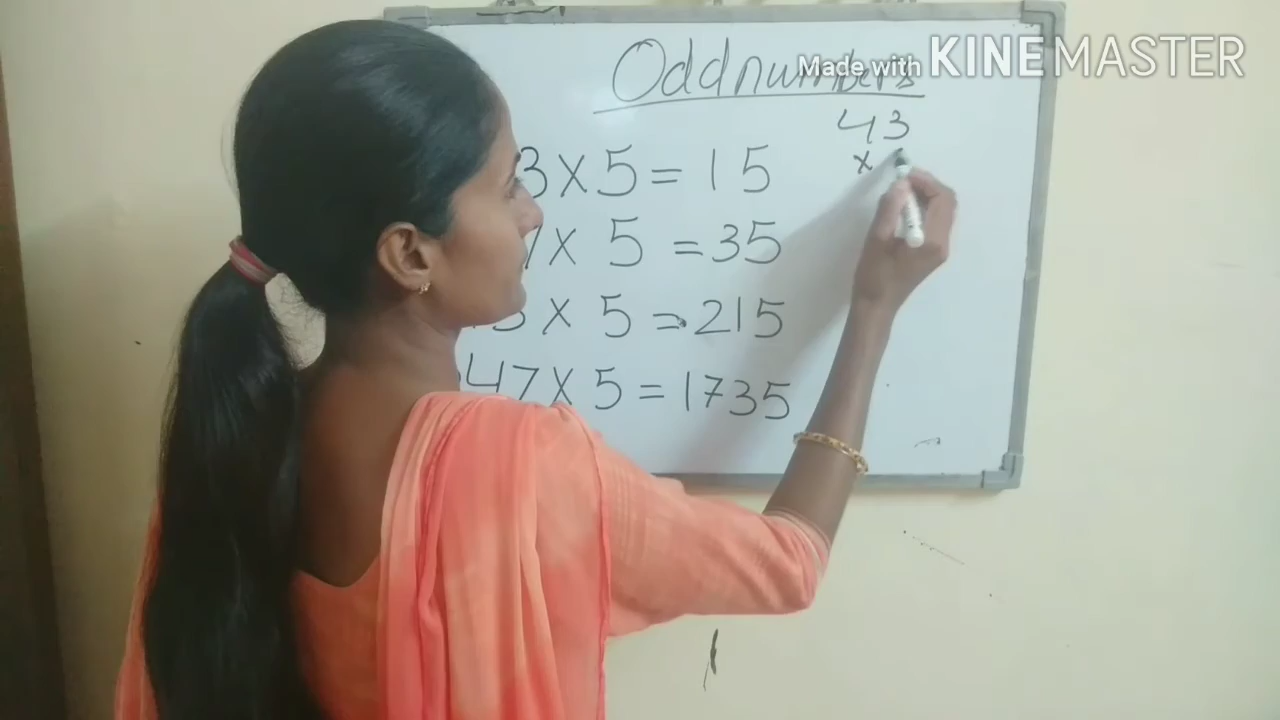 Odd numbers
Made with KINEMASTER
43
×
3 × 5 = 15
7 × 5 = 35
3 × 5 = 215
47 × 5 = 1735